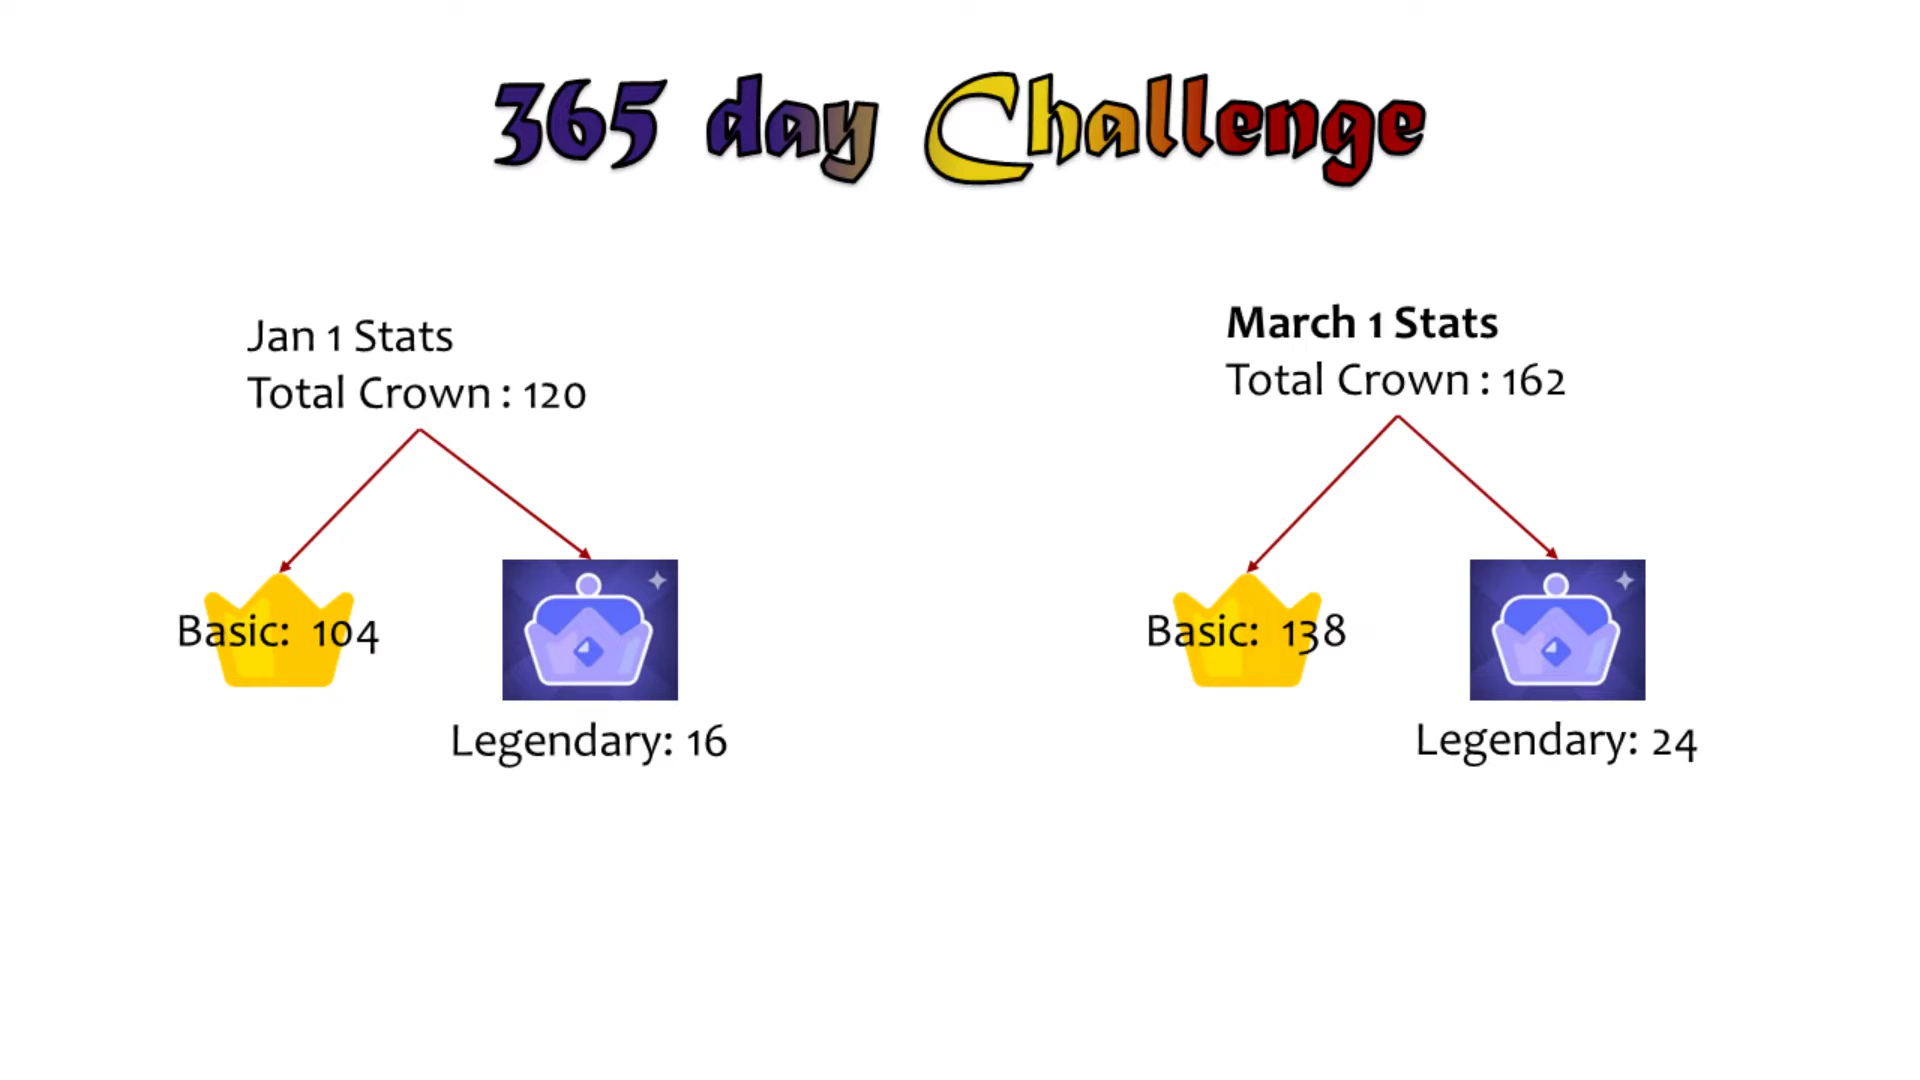 365 day Challenge
Jan 1 Stats
Total Crown : 120
Basic: 104
Legendary: 16
March 1 Stats
Total Crown : 162
Basic: 138
Legendary: 24